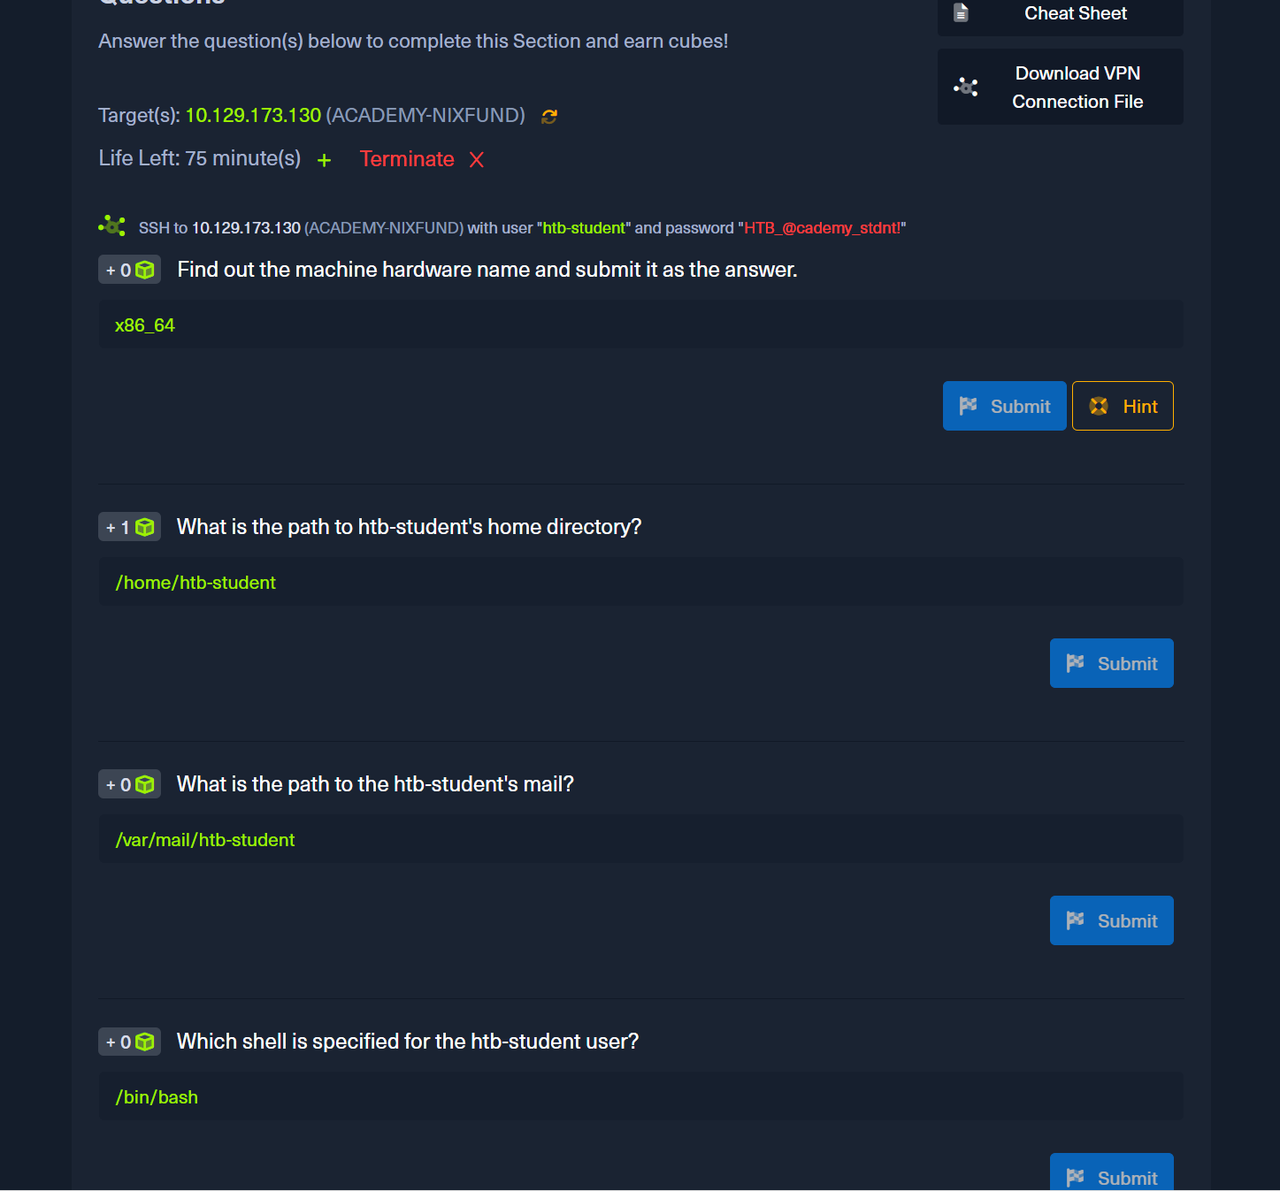 Questions
Cheat Sheet
Answer the question(s) below to complete this Section and earn cubes!
Download VPN
Connection File
Target(s): 10.129.173.130 (ACADEMY-NIXFUND)
Life Left: 75 minute(s) + Terminate X
SSH to 10.129.173.130 (ACADEMY-NIXFUND) with user "htb-student" and password "HTB_@cademy_stdnt!"
+ 0 Find out the machine hardware name and submit it as the answer.
x86_64
Submit Hint
+ 1 What is the path to htb-student's home directory?
/home/htb-student
Submit
+ 0 What is the path to the htb-student's mail?
/var/mail/htb-student
Submit
+ 0 Which shell is specified for the htb-student user?
/bin/bash
Submit